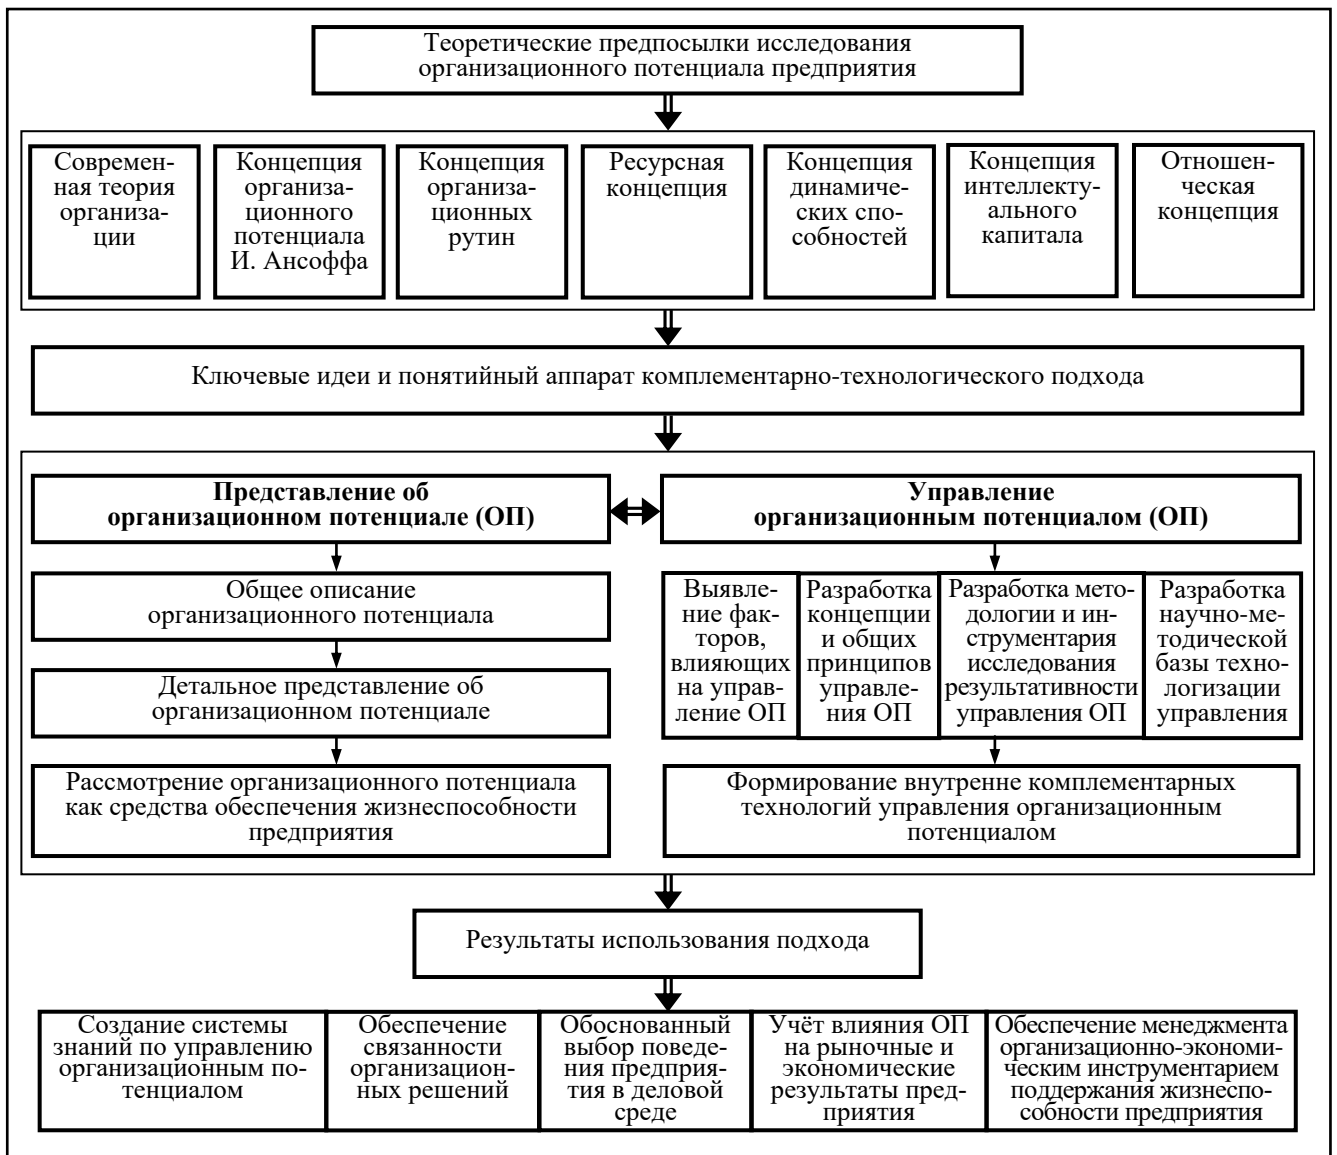 Теоретические предпосылки исследования
организационного потенциала предприятия
Современ-
ная теория
организа-
ции
Концепция
организа-
ционного
потенциала
И. Ансоффа
Концепция
организа-
ционных
рутин
Ресурсная
концепция
Концепция
динамиче-
ских спо-
собностей
Концепция
интеллекту-
ального
капитала
Отношен-
ческая
концепция
Ключевые идеи и понятийный аппарат комплементарно-технологического подхода
Представление об
организационном потенциале (ОП)
Управление
организационным потенциалом (ОП)
Общее описание
организационного потенциала
Детальное представление об
организационном потенциале
Рассмотрение организационного потенциала
как средства обеспечения жизнеспособности
предприятия
Выявле-
ние фак-
торов,
влияющих
на управ-
ление ОП
Разработка
концепции
и общих
принципов
управле-
ния ОП
Разработка мето-
дологии и ин-
струментария
исследования
результативности
управления ОП
Разработка
научно-ме-
тодической
базы техно-
логизации
управления
Формирование внутренне комплементарных
технологий управления организационным
потенциалом
Результаты использования подхода
Создание системы
знаний по управлению
организационным по-
тенциалом
Обеспечение
связанности
организацион-
ных решений
Обоснованный
выбор поведе-
ния предприя-
тия в деловой
среде
Учёт влияния ОП
на рыночные и
экономические
результаты пред-
приятия
Обеспечение менеджмента
организационно-экономи-
ческим инструментарием
поддержания жизнеспо-
собности предприятия